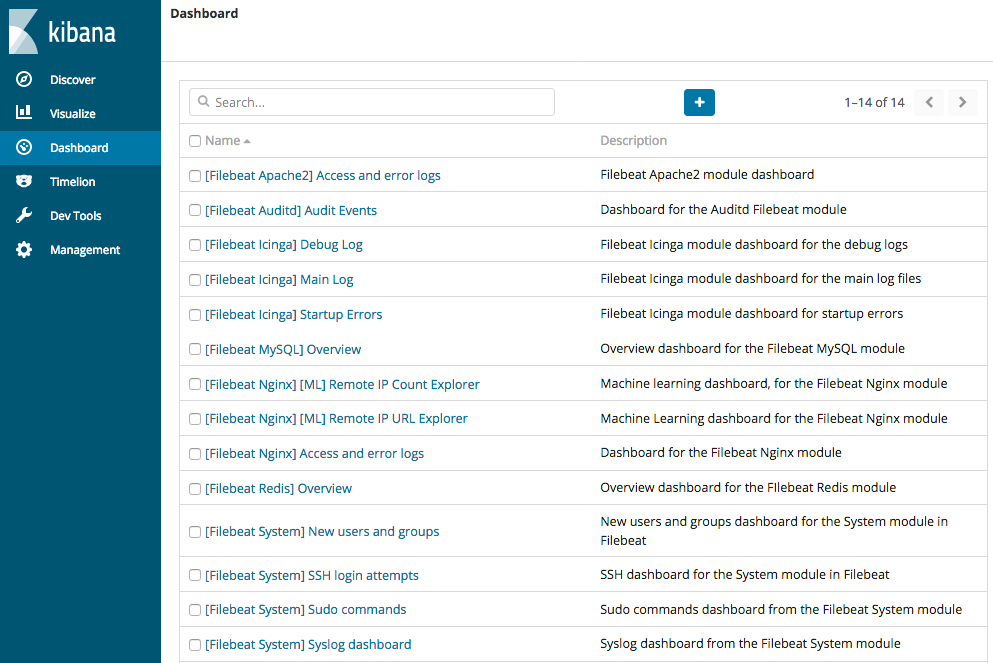 kibana
Discover
Visualize
Dashboard
Timelion
Dev Tools
Management
Dashboard
Search...
+
1–14 of 14
Name Description
[Filebeat Apache2] Access and error logs Filebeat Apache2 module dashboard
[Filebeat Auditd] Audit Events Dashboard for the Auditd Filebeat module
[Filebeat Icinga] Debug Log Filebeat Icinga module dashboard for the debug logs
[Filebeat Icinga] Main Log Filebeat Icinga module dashboard for the main log files
[Filebeat Icinga] Startup Errors Filebeat Icinga module dashboard for startup errors
[Filebeat MySQL] Overview Overview dashboard for the Filebeat MySQL module
[Filebeat Nginx] [ML] Remote IP Count Explorer Machine learning dashboard, for the Filebeat Nginx module
[Filebeat Nginx] [ML] Remote IP URL Explorer Machine Learning dashboard for the Filebeat Nginx module
[Filebeat Nginx] Access and error logs Dashboard for the Filebeat Nginx module
[Filebeat Redis] Overview Overview dashboard for the FIlebeat Redis module
[Filebeat System] New users and groups New users and groups dashboard for the System module in
Filebeat
[Filebeat System] SSH login attempts SSH dashboard for the System module in Filebeat
[Filebeat System] Sudo commands Sudo commands dashboard from the Filebeat System module
[Filebeat System] Syslog dashboard Syslog dashboard from the Filebeat System module